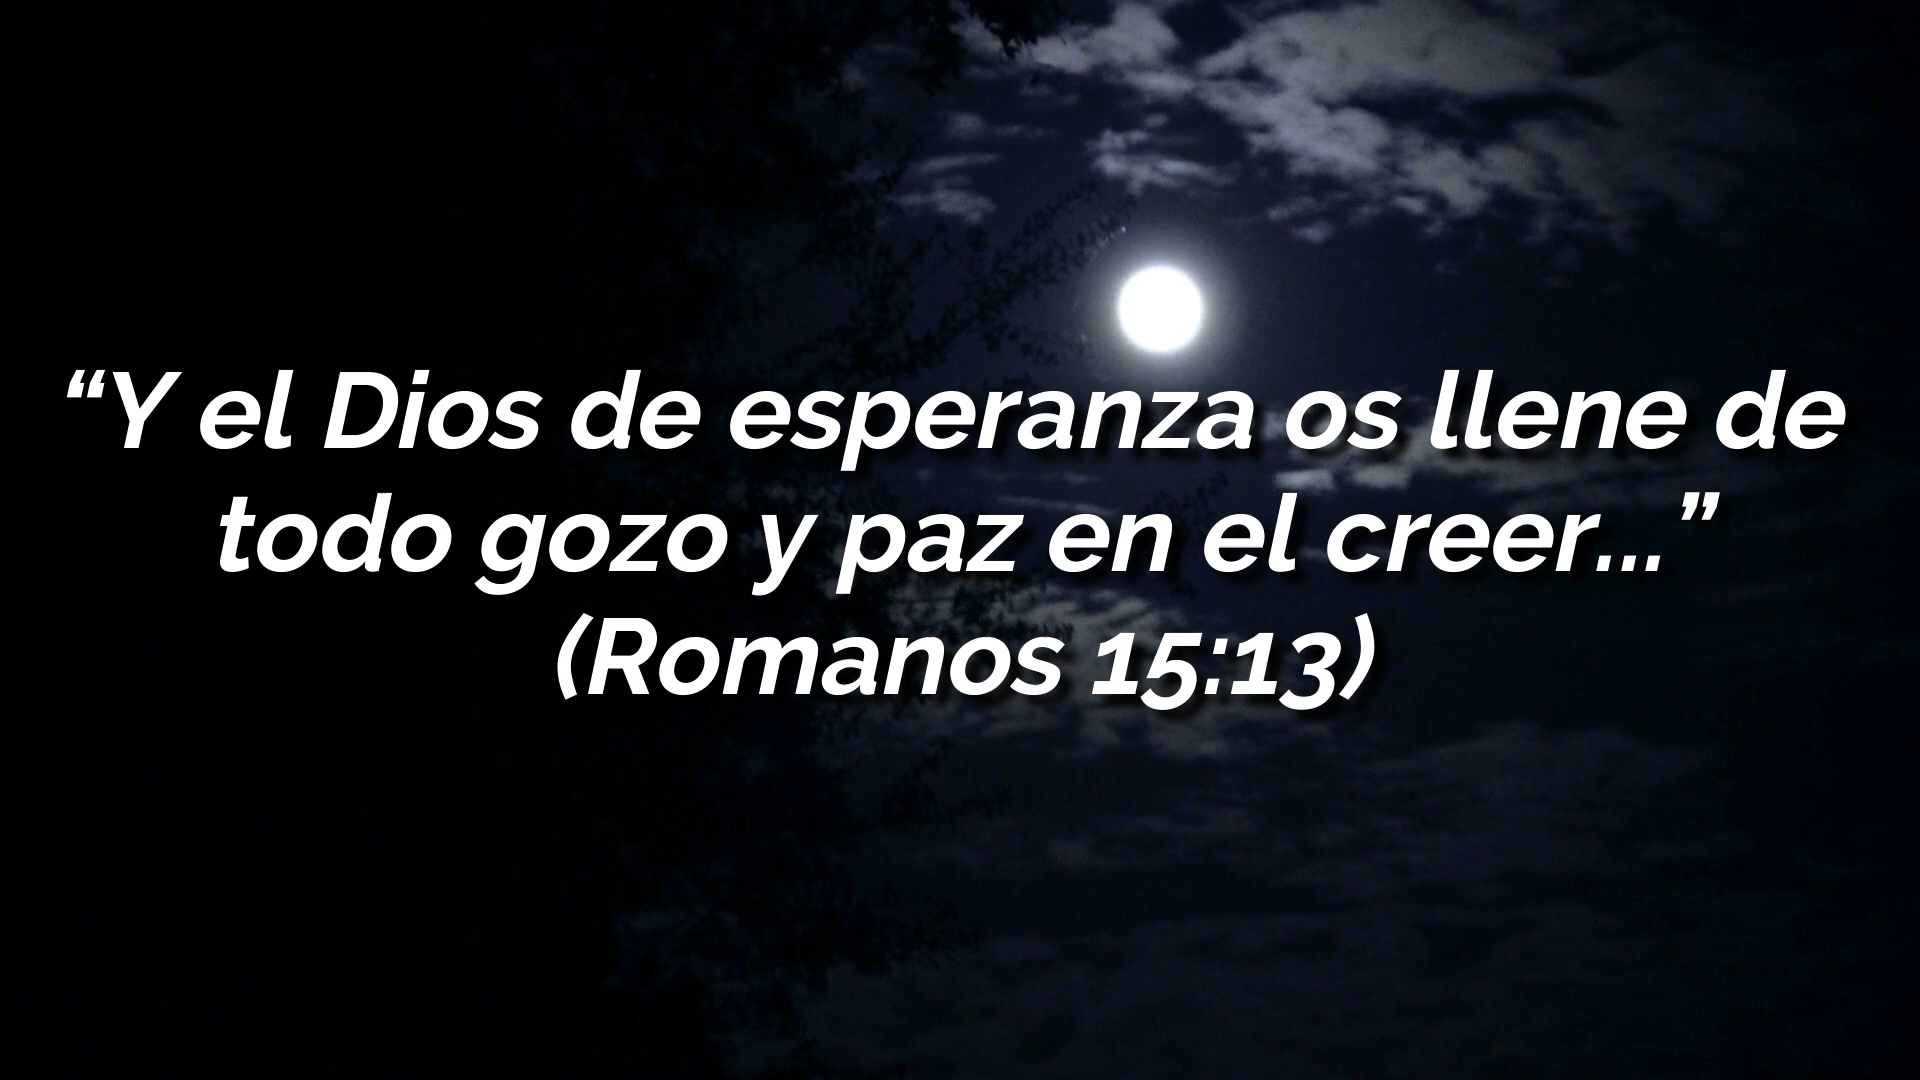 “Y el Dios de esperanza os llene de
todo gozo y paz en el creer...”
(Romanos 15:13)